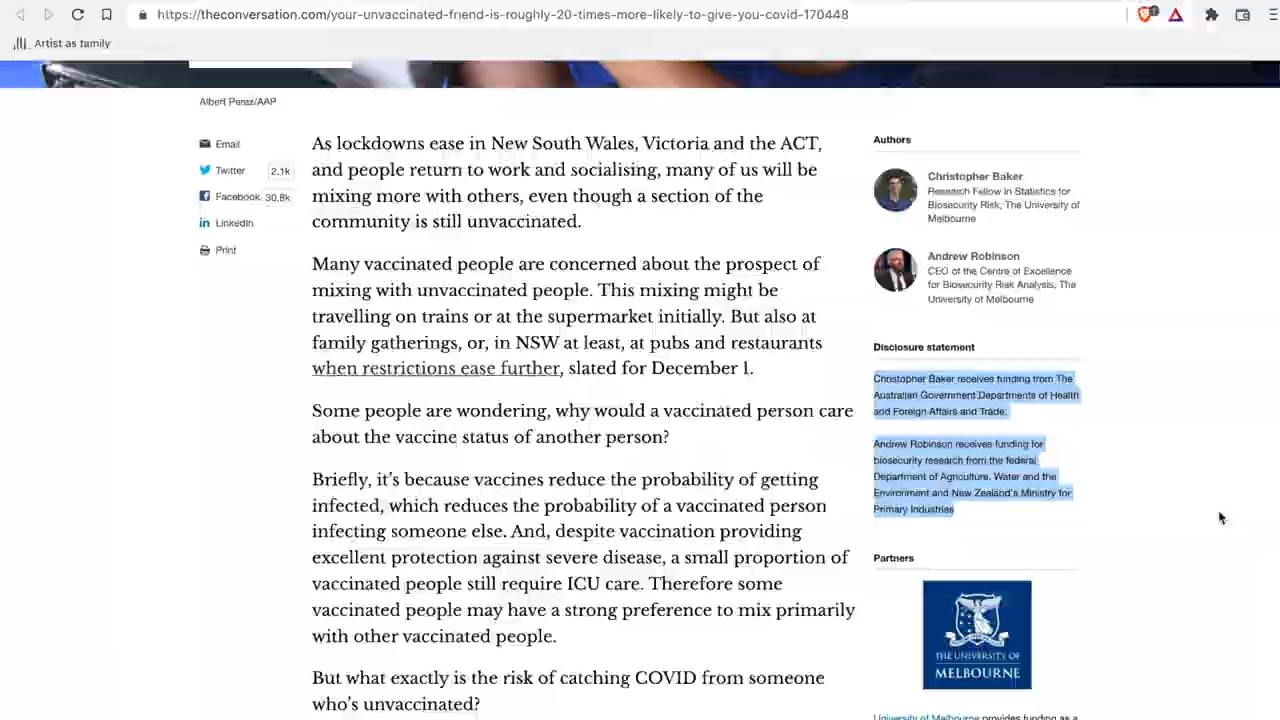 https://theconversation.com/your-unvaccinated-friend-is-roughly-20-times-more-likely-to-give-you-covid-170448
Artist as family
Albert Perez/AAP
Email
Twitter 2.1k
Facebook 30.8k
LinkedIn
Print
As lockdowns ease in New South Wales, Victoria and the ACT,
and people return to work and socialising, many of us will be
mixing more with others, even though a section of the
community is still unvaccinated.
Many vaccinated people are concerned about the prospect of
mixing with unvaccinated people. This mixing might be
travelling on trains or at the supermarket initially. But also at
family gatherings, or, in NSW at least, at pubs and restaurants
when restrictions ease further, slated for December 1.
Some people are wondering, why would a vaccinated person care
about the vaccine status of another person?
Briefly, it's because vaccines reduce the probability of getting
infected, which reduces the probability of a vaccinated person
infecting someone else. And, despite vaccination providing
excellent protection against severe disease, a small proportion of
vaccinated people still require ICU care. Therefore some
vaccinated people may have a strong preference to mix primarily
with other vaccinated people.
But what exactly is the risk of catching COVID from someone
who's unvaccinated?
Authors
Christopher Baker
Research Fellow in Statistics for
Biosecurity Risk, The University of
Melbourne
Andrew Robinson
CEO of the Centre of Excellence
for Biosecurity Risk Analysis, The
University of Melbourne
Disclosure statement
Christopher Baker receives funding from The
Australian Government Departments of Health
and Foreign Affairs and Trade.
Andrew Robinson receives funding for
biosecurity research from the federal
Department of Agriculture, Water and the
Environment and New Zealand's Ministry for
Primary Industries
Partners
THE UNIVERSITY OF
MELBOURNE
University of Melbourne provides funding as a